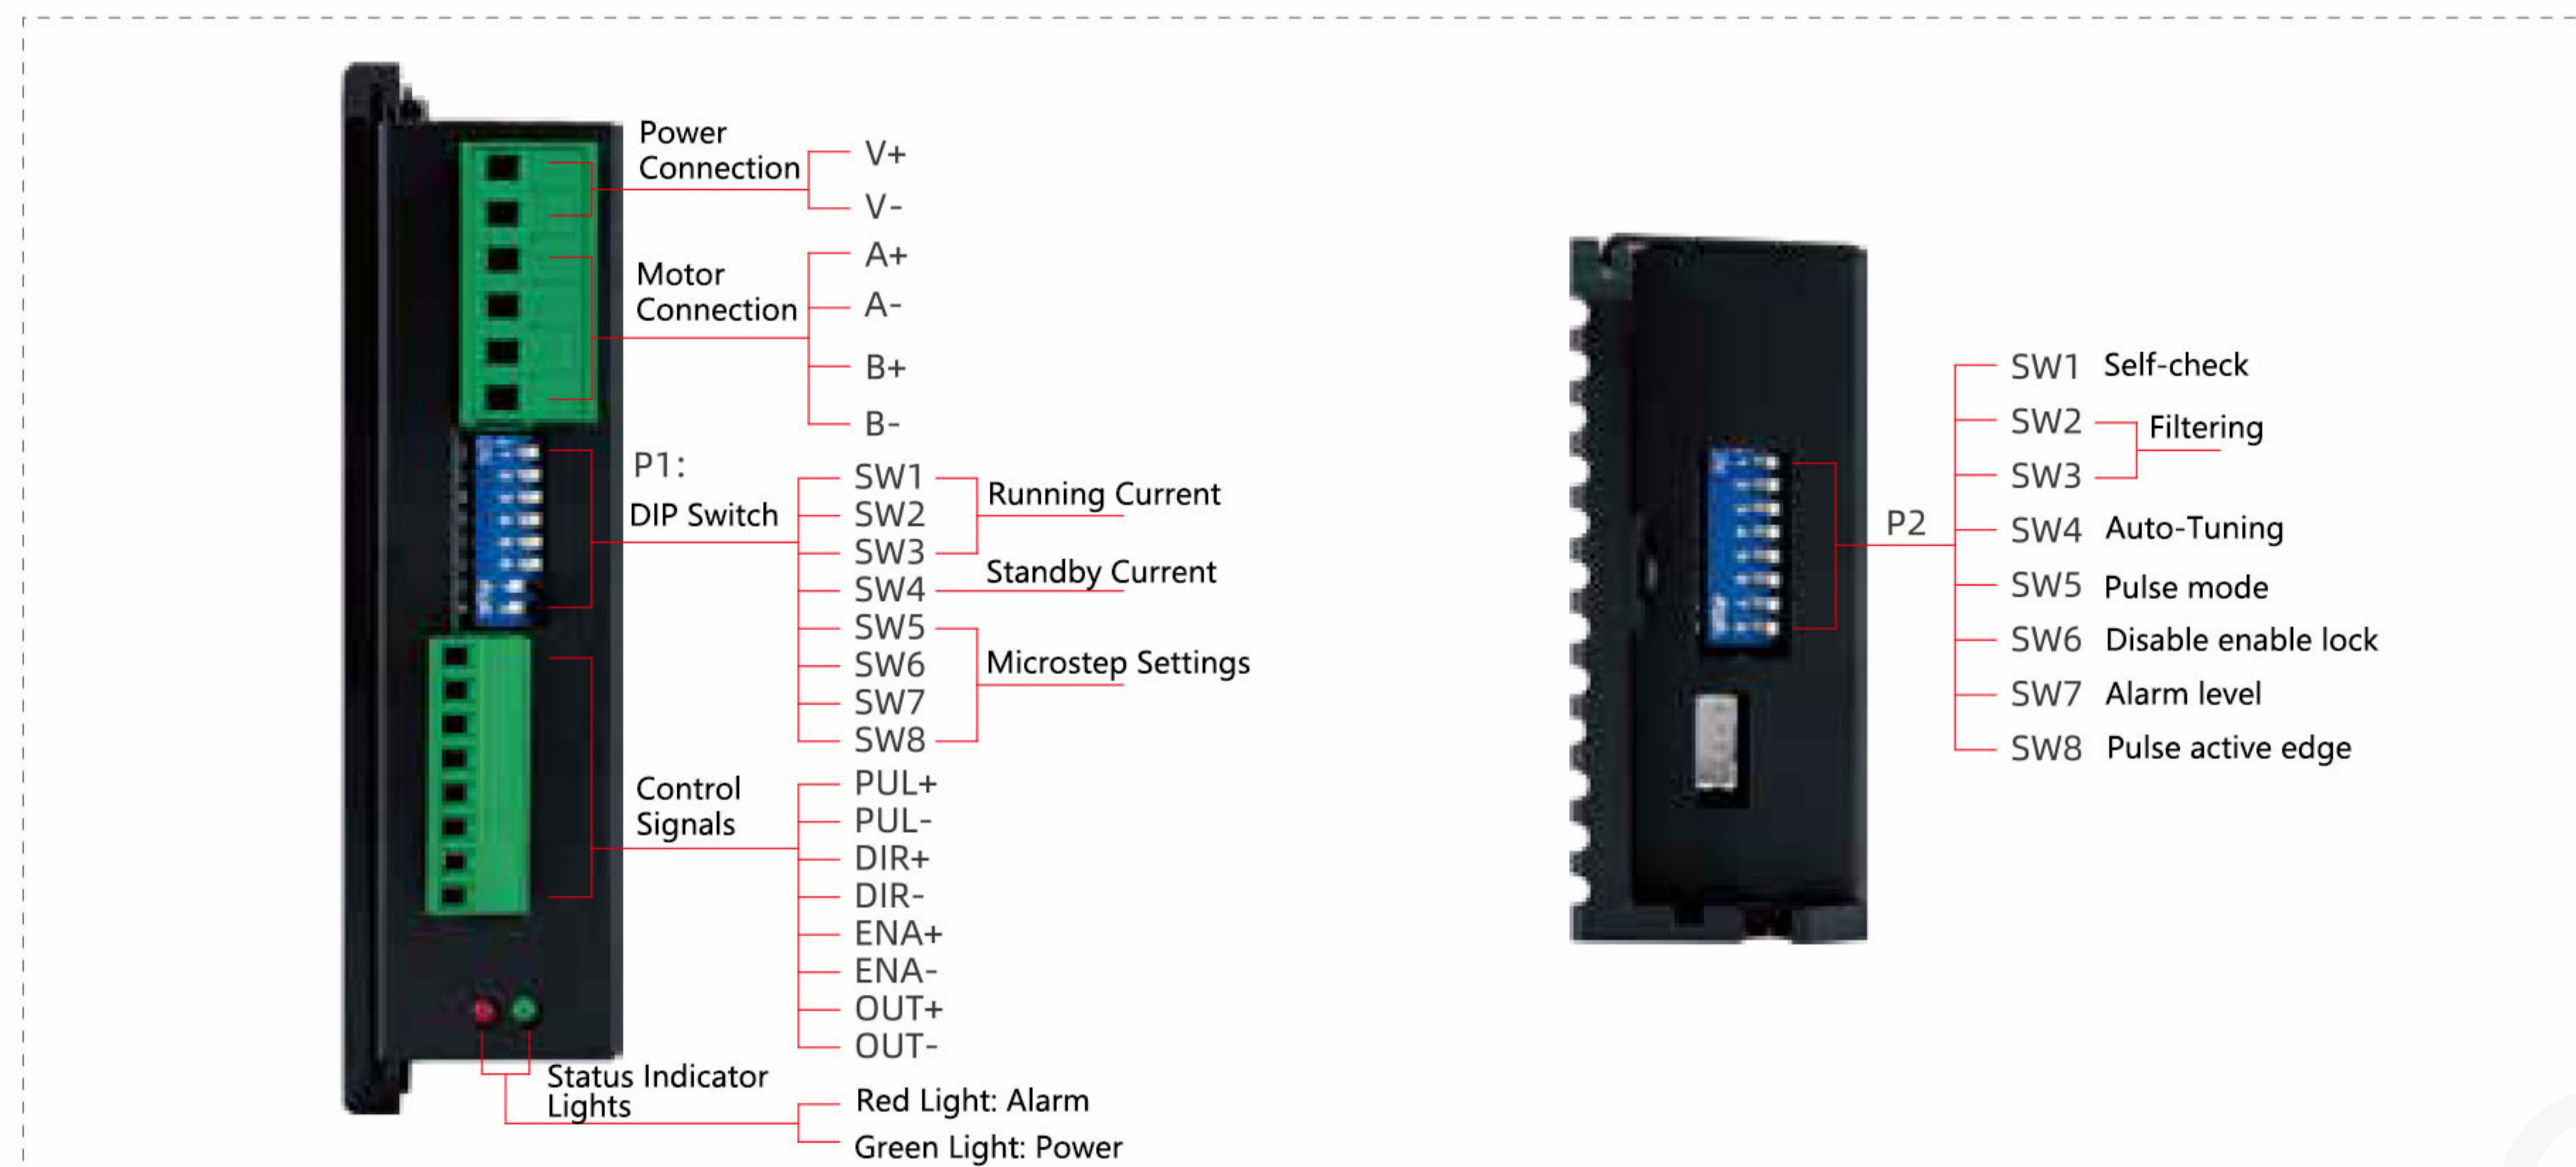 Power
Connection
V+
V-
Motor
Connection
A+
A-
B+
B-
P1:
DIP Switch
SW1
SW2
SW3
Running Current
SW4
Standby Current
SW5
SW6
SW7
SW8
Microstep Settings
Control
Signals
PUL+
PUL-
DIR+
DIR-
ENA+
ENA-
OUT+
OUT-
Status Indicator
Lights
Red Light: Alarm
Green Light: Power
P2
SW1 Self-check
SW2
SW3
Filtering
SW4 Auto-Tuning
SW5 Pulse mode
SW6 Disable enable lock
SW7 Alarm level
SW8 Pulse active edge